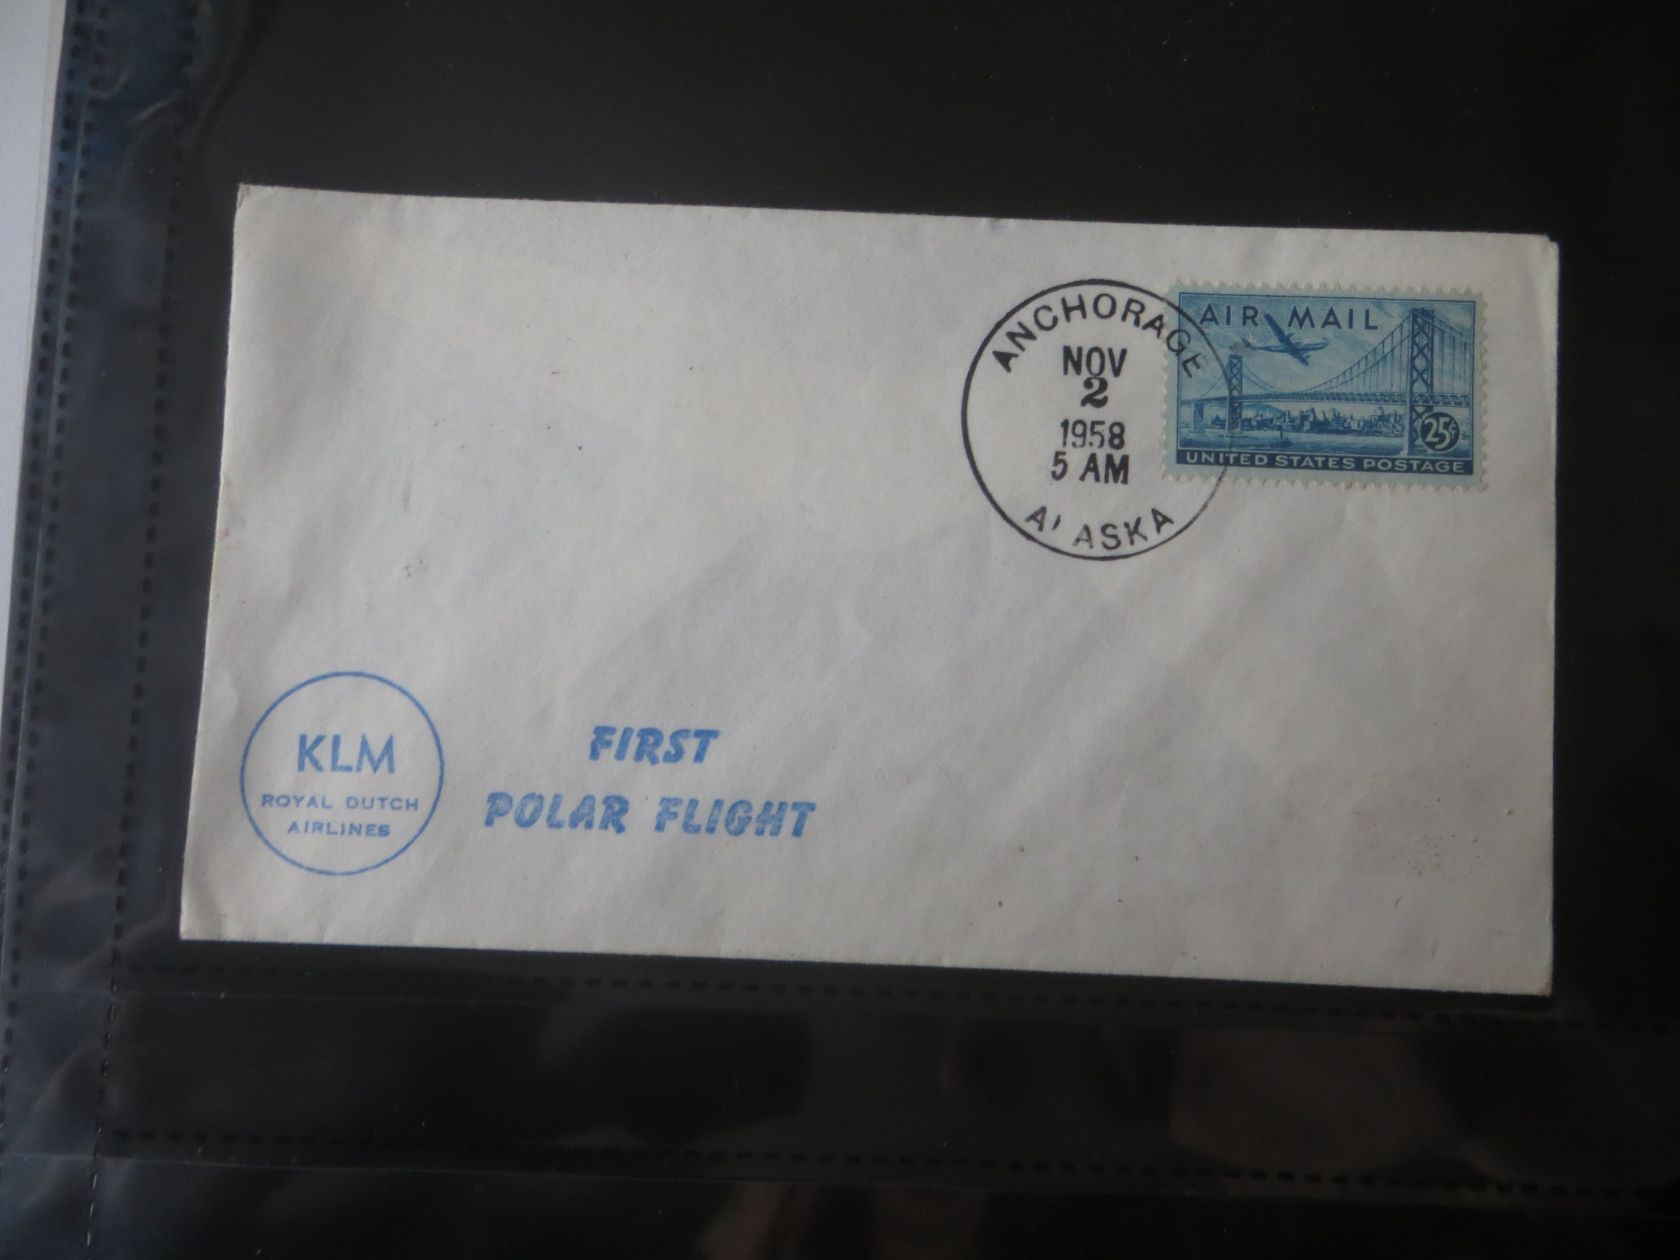 ANCHORAGE
NOV
2
1958
5 AM
ALASKA
AIR MAIL
25¢
UNITED STATES POSTAGE
KLM
ROYAL DUTCH
AIRLINES
FIRST
POLAR FLIGHT